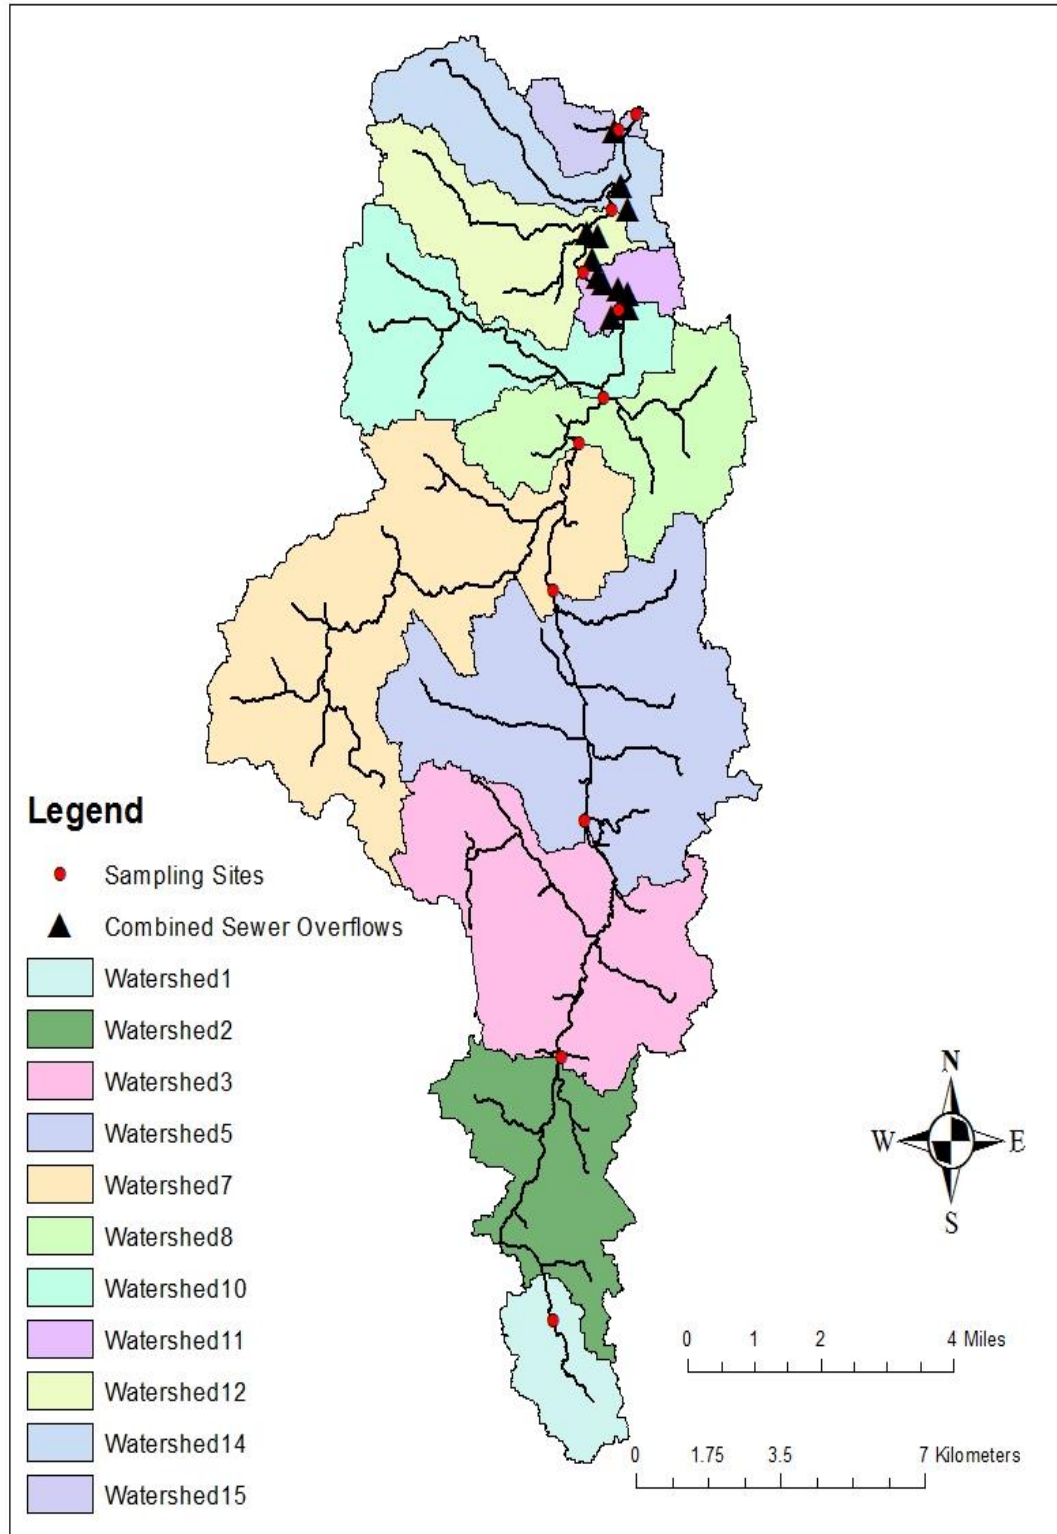 Legend
Sampling Sites
Combined Sewer Overflows
Watershed1
Watershed2
Watershed3
Watershed5
Watershed7
Watershed8
Watershed10
Watershed11
Watershed12
Watershed14
Watershed15
N
W E
S
0 1 2 4 Miles
0 1.75 3.5 7 Kilometers